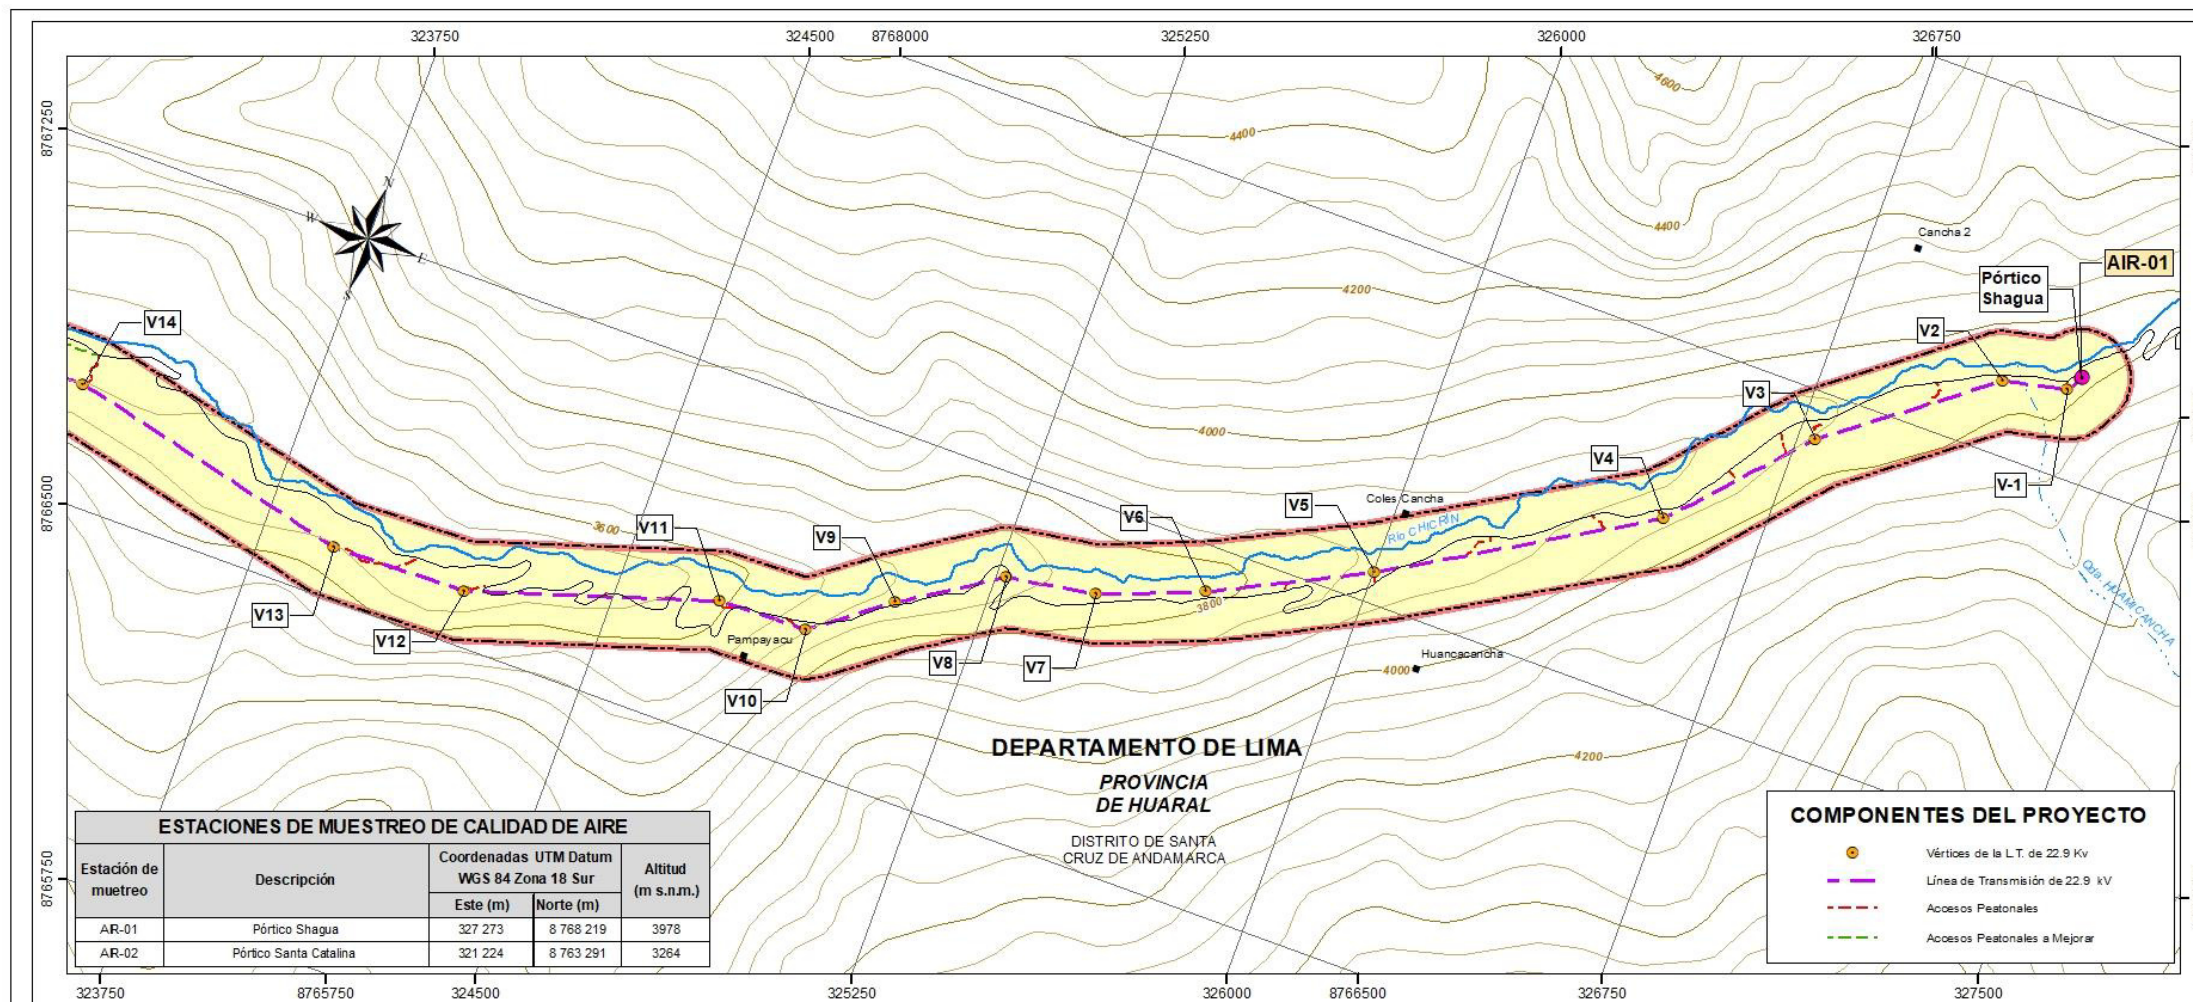 323750
324500
8768000
325250
326000
326750
8767250
8766500
8765750
4600
4400
4400
4200
4000
3600
3800
4000
4200
N
W
E
S
Cancha 2
AIR-01
Pórtico
Shagua
V14
V2
V3
V4
V-1
V5
V6
Coles Cancha
Río CHICRÍN
V11
V9
V13
V12
Pampayacu
V10
V8
V7
Huancacancha
Qda. HUAMICANCHA
DEPARTAMENTO DE LIMA
PROVINCIA
DE HUARAL
DISTRITO DE SANTA
CRUZ DE ANDAMARCA
ESTACIONES DE MUESTREO DE CALIDAD DE AIRE
Estación de
muetreo
Descripción
Coordenadas UTM Datum
WGS 84 Zona 18 Sur
Altitud
(m s.n.m.)
Este (m)
Norte (m)
AIR-01 Pórtico Shagua 327 273 8 768 219 3978
AIR-02 Pórtico Santa Catalina 321 224 8 763 291 3264
COMPONENTES DEL PROYECTO
Vértices de la L.T. de 22.9 Kv
Línea de Transmisión de 22.9 kV
Accesos Peatonales
Accesos Peatonales a Mejorar
323750
8765750
324500
325250
326000
8766500
326750
327500